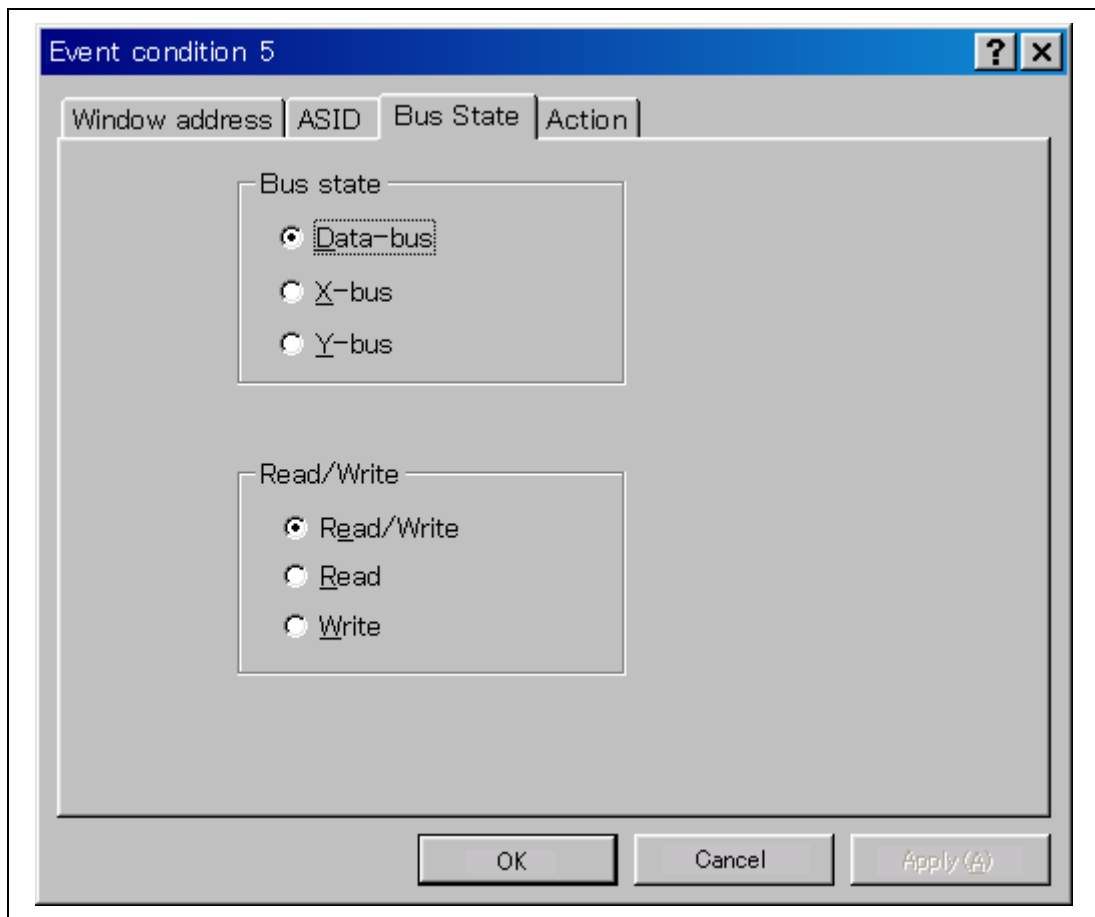 Event condition 5
Window address ASID Bus State Action
Bus state
Data-bus
X-bus
Y-bus
Read/Write
Read/Write
Read
Write
OK Cancel Apply(A)